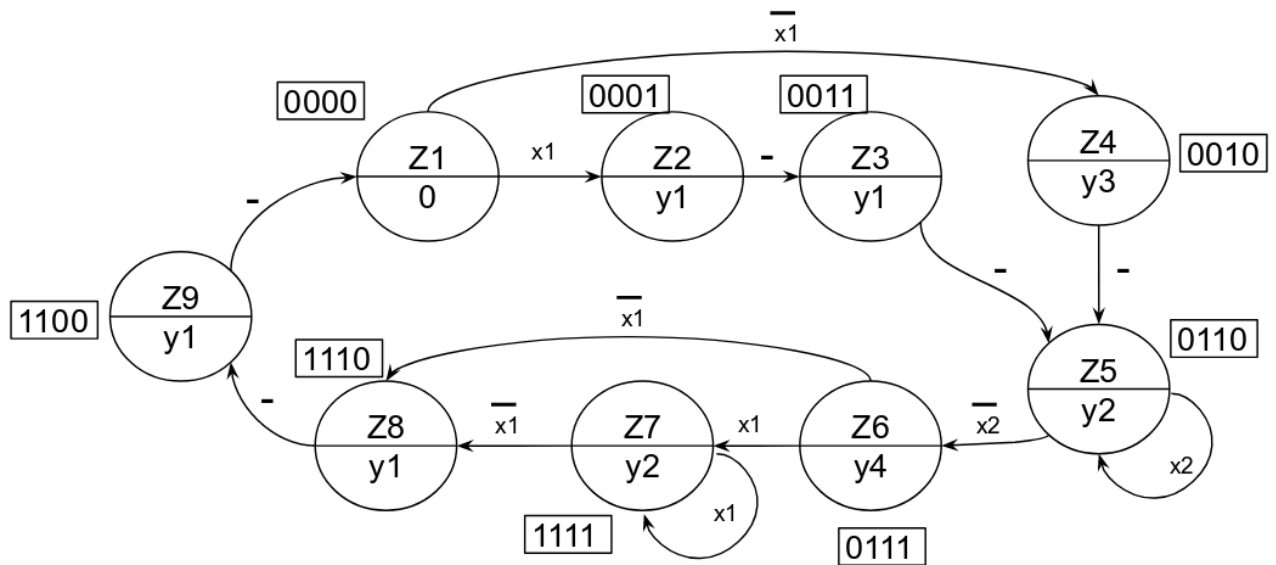 x̅1̅
0000
0001
0011
Z1
0
x1
Z2
y1
-
Z3
y1
Z4
y3
0010
-
-
-
Z9
y1
1100
x̅1̅
1110
0110
Z5
y2
x2
-
Z8
y1
x̅1̅
Z7
y2
x1
Z6
y4
x̅2̅
x1
1111
0111